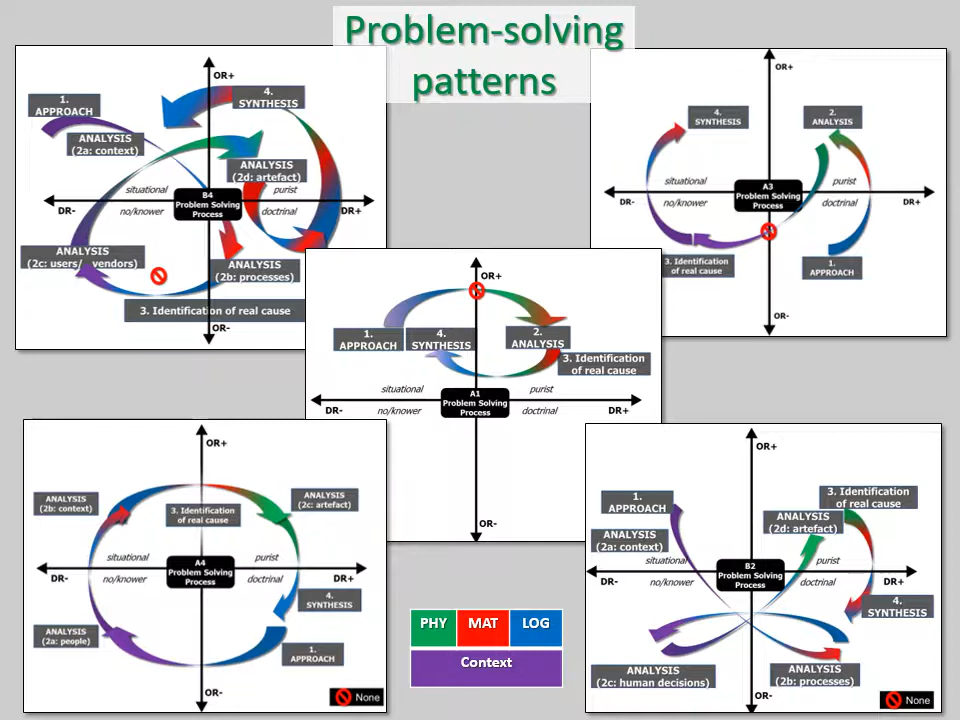 Problem-solving
patterns
OR+
1.
APPROACH
4.
SYNTHESIS
ANALYSIS
(2a: context)
ANALYSIS
(2d: artefact)
situational
purist
B4
Problem Solving
Process
DR-
no/knower
doctrinal
DR+
ANALYSIS
(2c: users/ vendors)
ANALYSIS
(2b: processes)
3. Identification of real cause
OR-
OR+
4.
SYNTHESIS
2.
ANALYSIS
situational
purist
A3
Problem Solving
Process
DR-
no/knower
doctrinal
DR+
3. Identification
of real cause
1.
APPROACH
OR-
OR+
1.
APPROACH
4.
SYNTHESIS
2.
ANALYSIS
3. Identification
of real cause
situational
purist
A1
Problem Solving
Process
DR-
no/knower
doctrinal
DR+
OR-
OR+
ANALYSIS
(2b: context)
3. Identification
of real cause
ANALYSIS
(2c: artefact)
situational
purist
A4
Problem Solving
Process
DR-
no/knower
doctrinal
DR+
4.
SYNTHESIS
ANALYSIS
(2a: people)
1.
APPROACH
OR-
None
PHY MAT LOG
Context
OR+
1.
APPROACH
3. Identification
of real cause
ANALYSIS
(2a: context)
ANALYSIS
(2d: artefact)
situational
purist
B2
Problem Solving
Process
DR-
no/knower
doctrinal
DR+
4.
SYNTHESIS
ANALYSIS
(2c: human decisions)
ANALYSIS
(2b: processes)
OR-
None